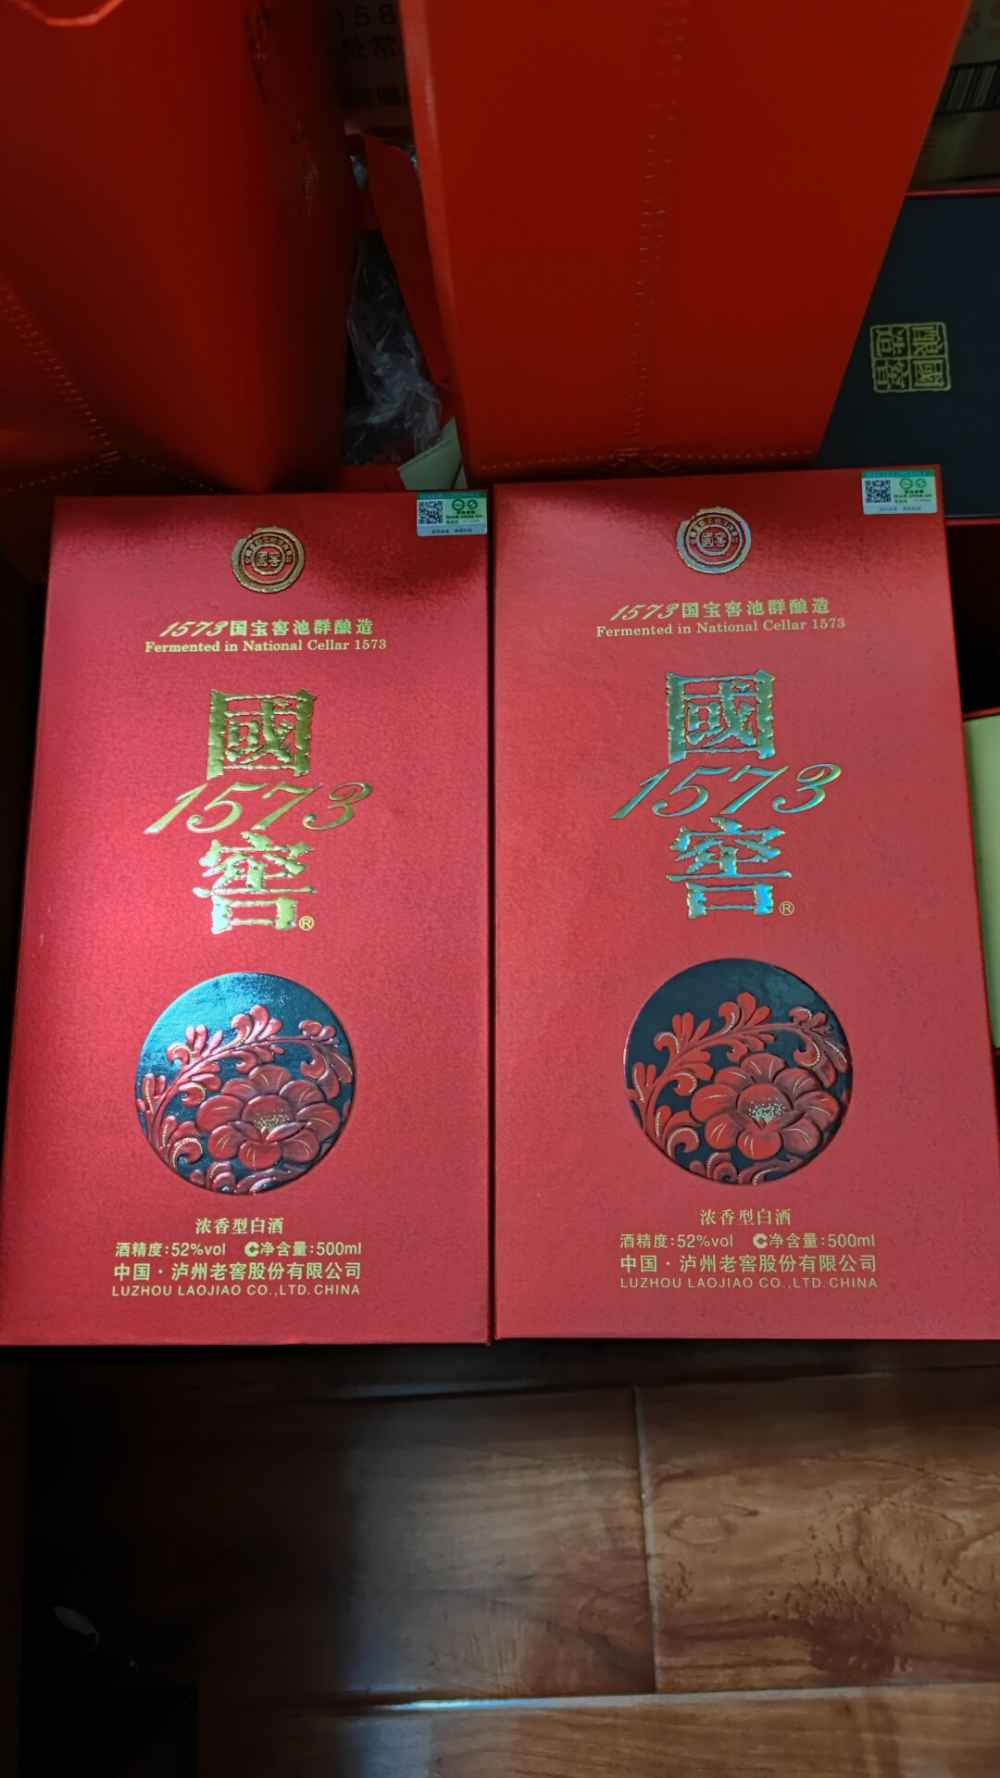 1573国宝窖池群酿造
Fermented in National Cellar 1573
國
1573
窖®
浓香型白酒
酒精度:52%vol C净含量:500ml
中国·泸州老窖股份有限公司
LUZHOU LAOJIAO CO.,LTD.CHINA
1573国宝窖池群酿造
Fermented in National Cellar 1573
國
1573
窖®
浓香型白酒
酒精度:52%vol C净含量:500ml
中国·泸州老窖股份有限公司
LUZHOU LAOJIAO CO.,LTD.CHINA